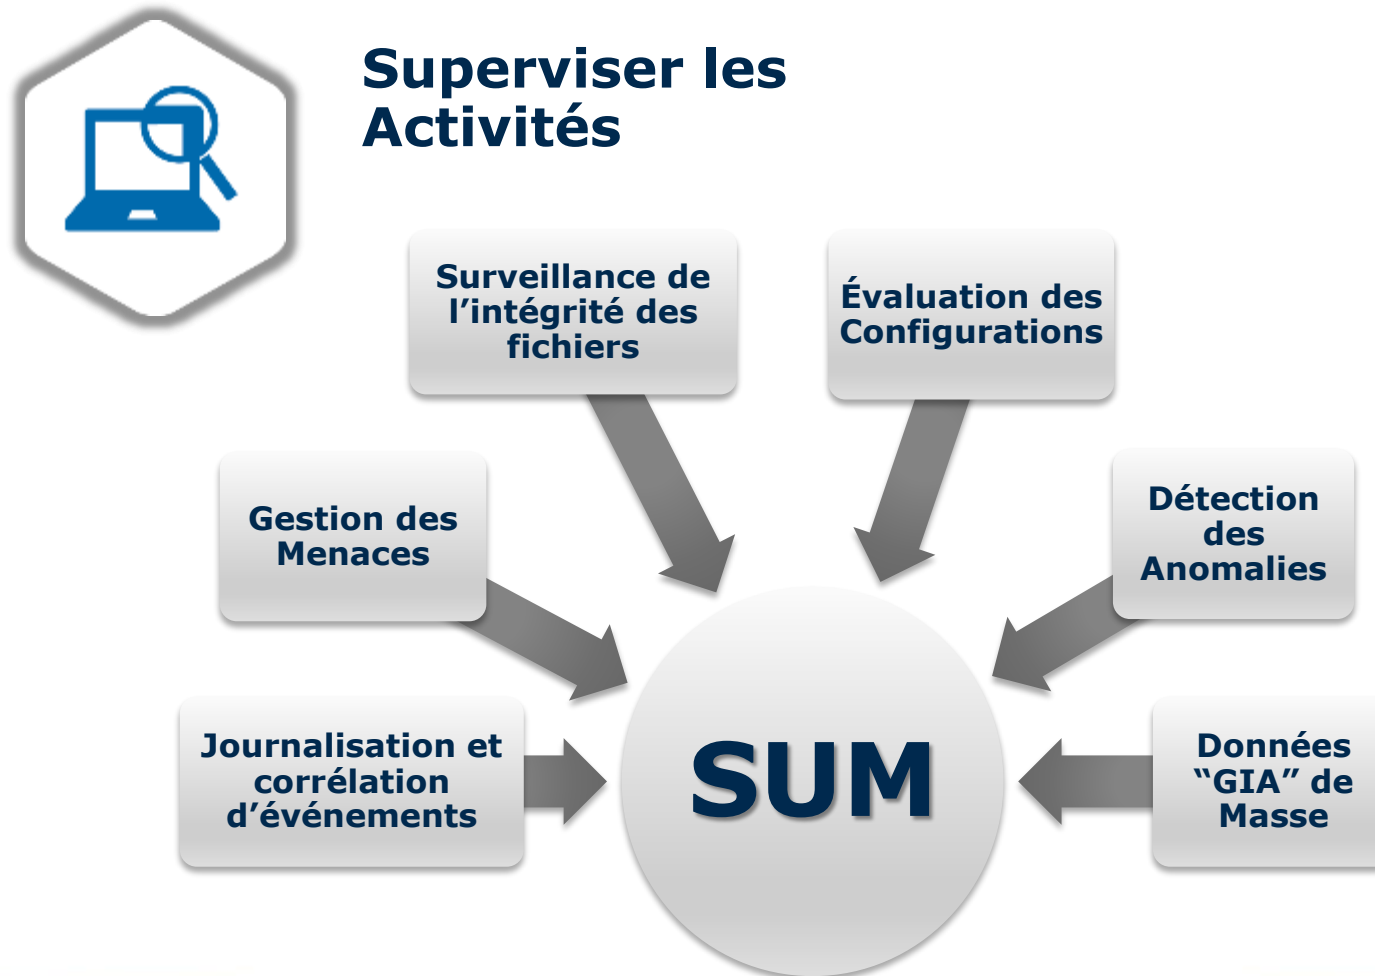 Superviser les
Activités
Surveillance de
l’intégrité des
fichiers
Évaluation des
Configurations
Gestion des
Menaces
Détection
des
Anomalies
Journalisation et
corrélation
d’événements
SUM
Données
“GIA” de
Masse